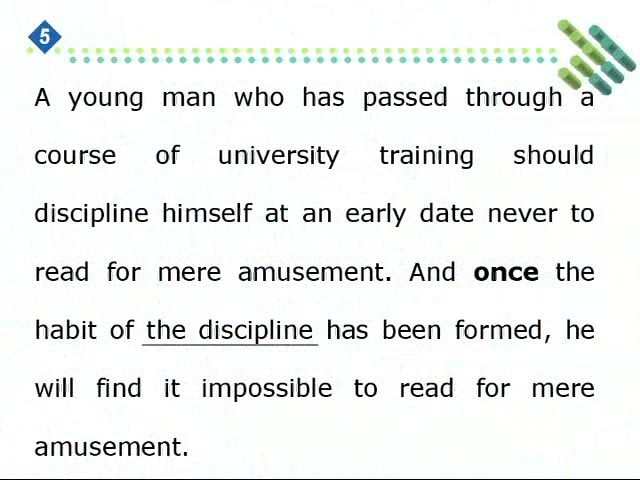 5
A young man who has passed through a
course of university training should
discipline himself at an early date never to
read for mere amusement. And once the
habit of the discipline has been formed, he
will find it impossible to read for mere
amusement.